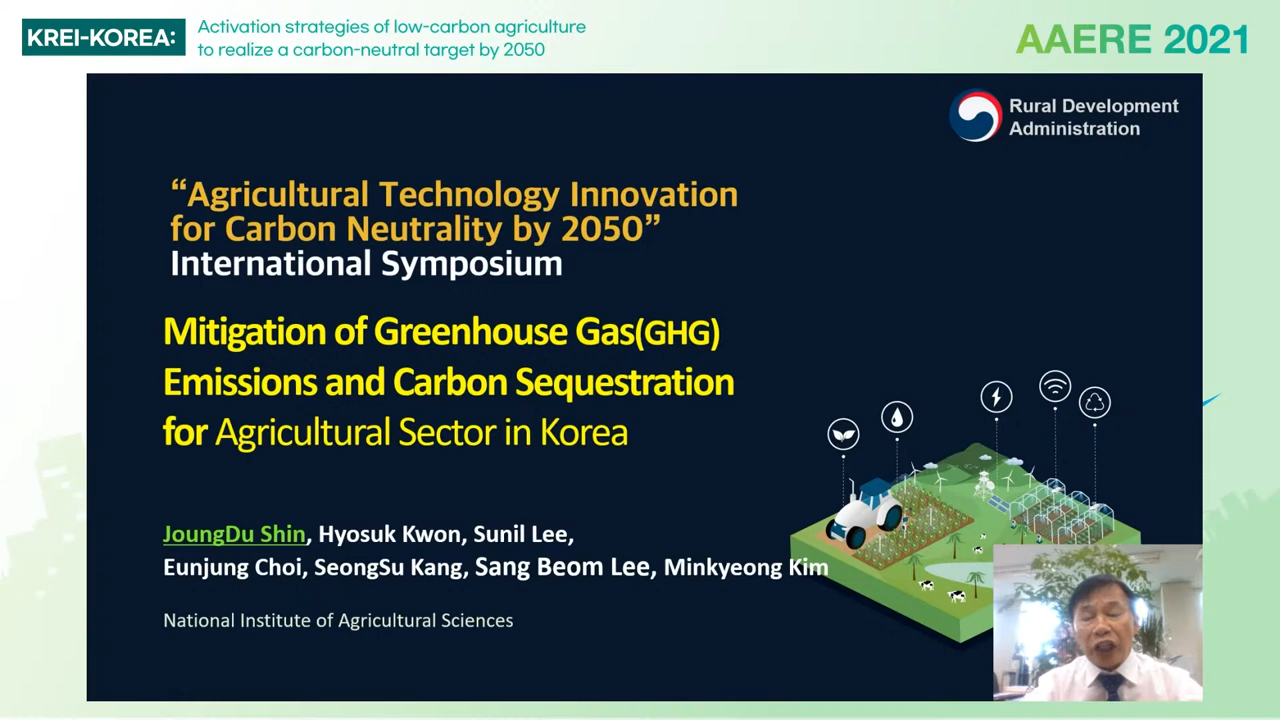 KREI-KOREA:
Activation strategies of low-carbon agriculture
to realize a carbon-neutral target by 2050
AAERE 2021
Rural Development
Administration
“Agricultural Technology Innovation
for Carbon Neutrality by 2050”
International Symposium
Mitigation of Greenhouse Gas(GHG)
Emissions and Carbon Sequestration
for Agricultural Sector in Korea
JoungDu Shin, Hyosuk Kwon, Sunil Lee,
Eunjung Choi, SeongSu Kang, Sang Beom Lee, Minkyeong Kim
National Institute of Agricultural Sciences